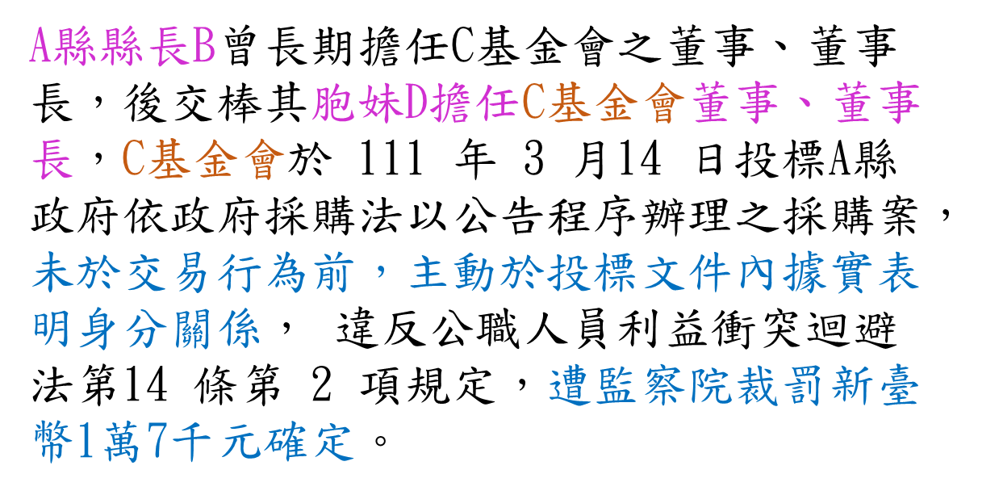 A縣縣長B曾長期擔任C基金會之董事、董事
長，後交棒其胞妹D擔任C基金會董事、董事
長，C基金會於 111 年 3 月14 日投標A縣
政府依政府採購法以公告程序辦理之採購案，
未於交易行為前，主動於投標文件內據實表
明身分關係， 違反公職人員利益衝突迴避
法第14 條第 2 項規定，遭監察院裁罰新臺
幣1萬7千元確定。